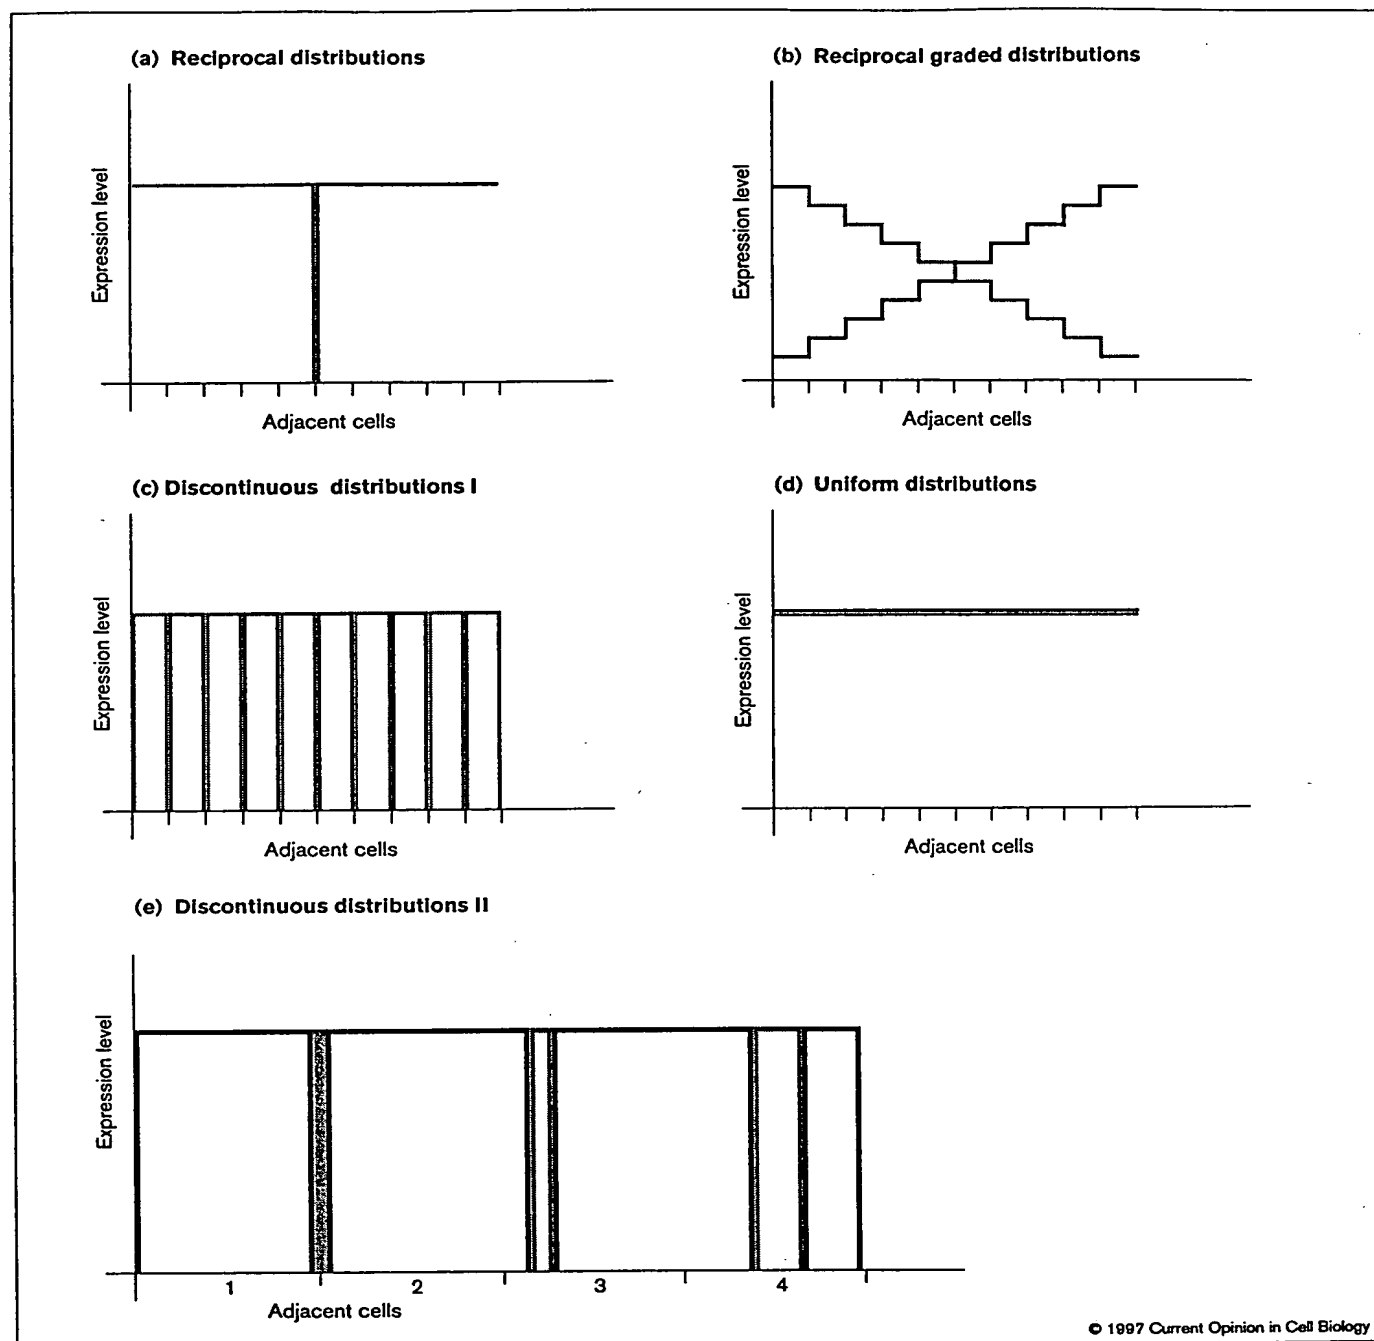 (a) Reciprocal distributions
Expression level
Adjacent cells
(b) Reciprocal graded distributions
Expression level
Adjacent cells
(c) Discontinuous distributions I
Expression level
Adjacent cells
(d) Uniform distributions
Expression level
Adjacent cells
(e) Discontinuous distributions II
Expression level
1 2 3 4
Adjacent cells
© 1997 Current Opinion in Cell Biology